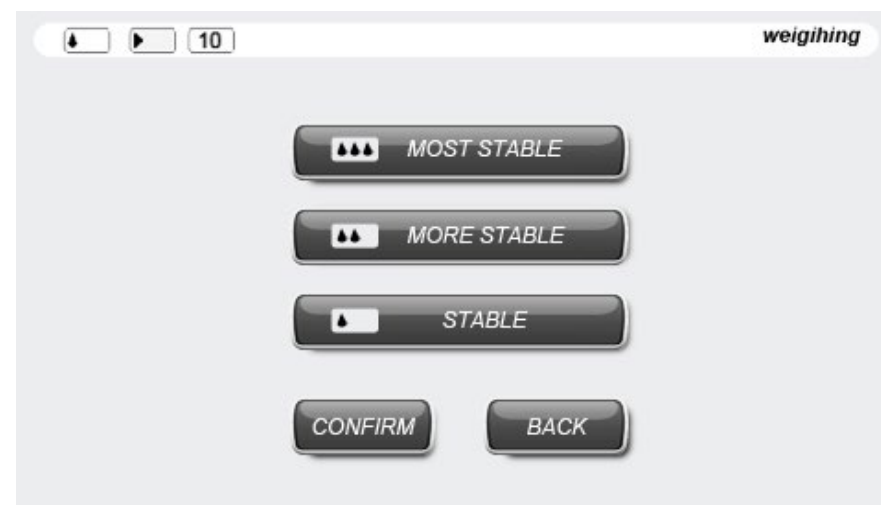 10 weigihing
MOST STABLE
MORE STABLE
STABLE
CONFIRM BACK